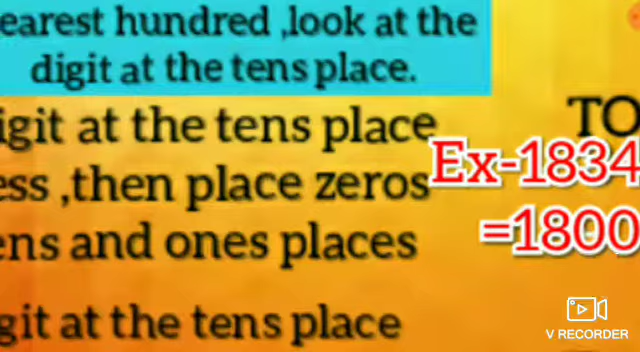 earest hundred ,look at the
digit at the tens place.
igit at the tens place
ess ,then place zeros
ens and ones places
git at the tens place
TO
Ex-1834
=1800
V RECORDER